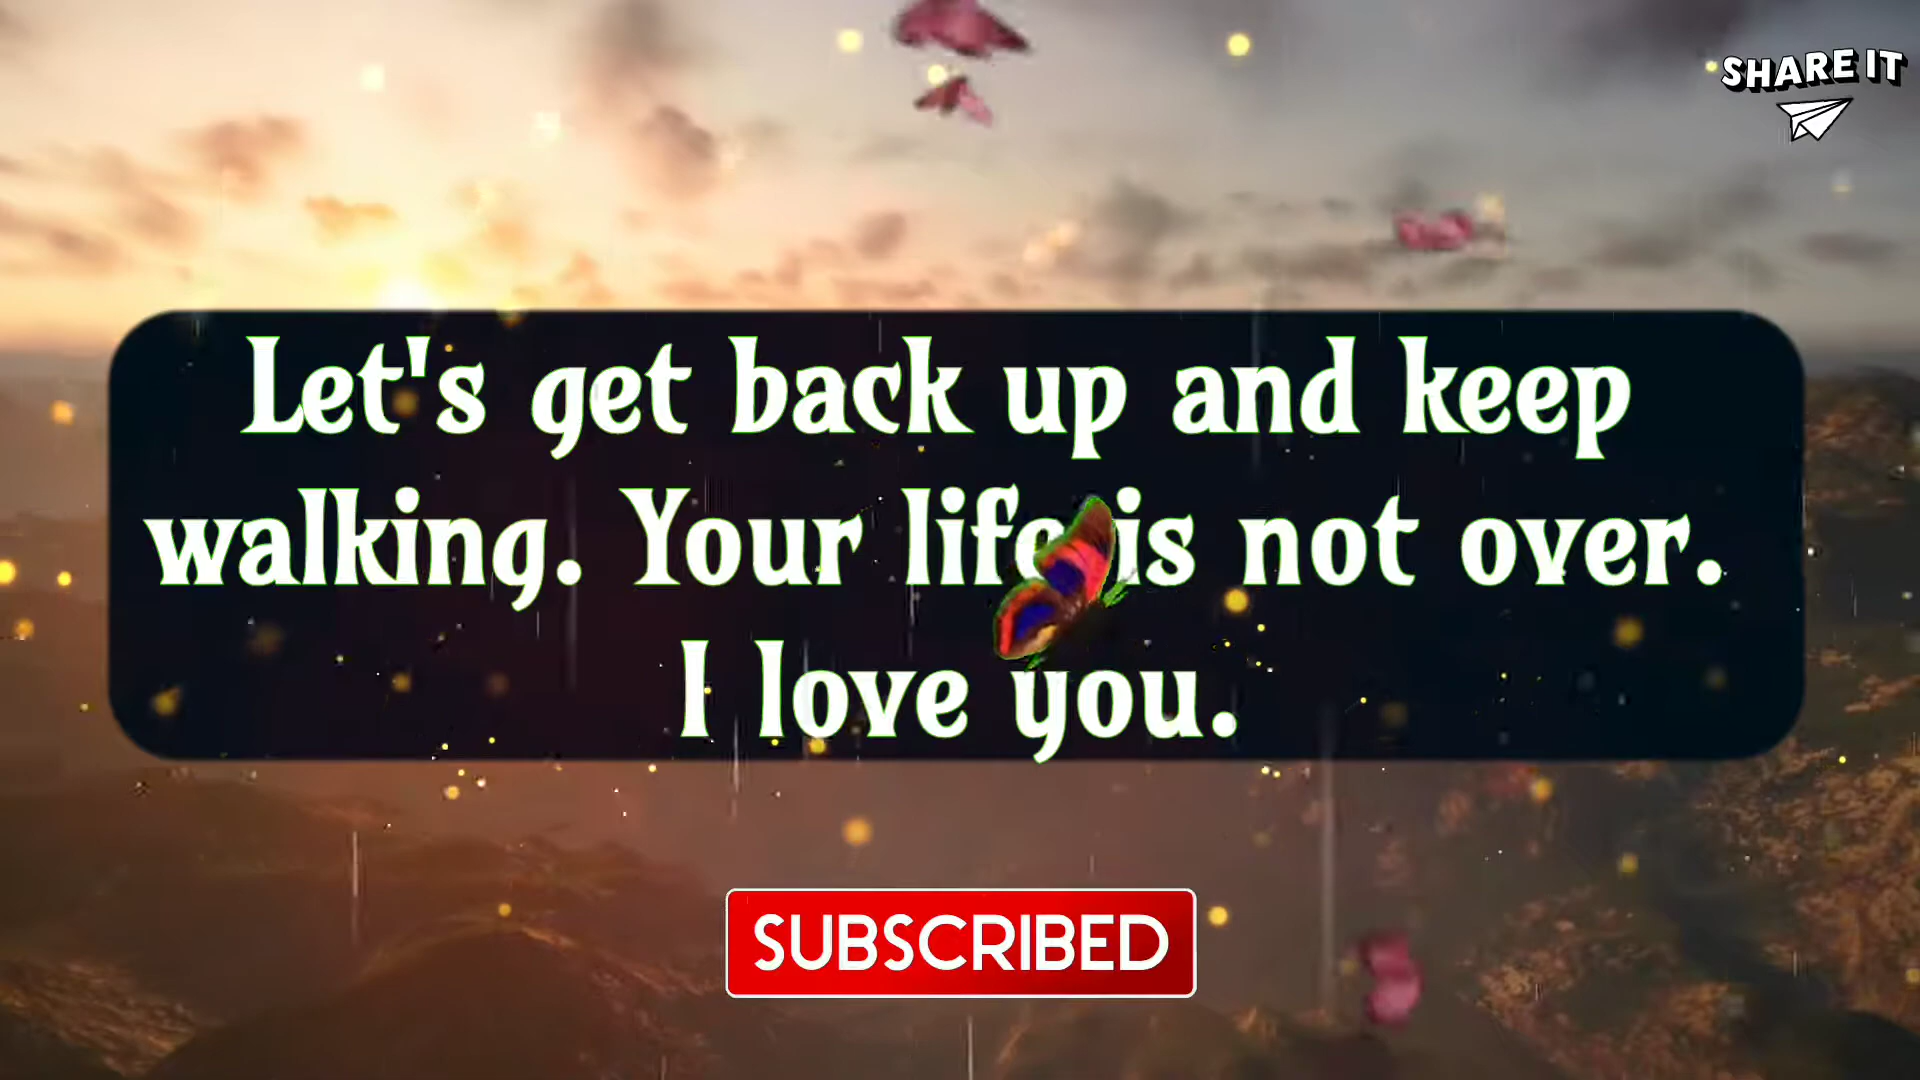 SHARE IT
Let's get back up and keep
walking. Your life is not over.
I love you.
SUBSCRIBED